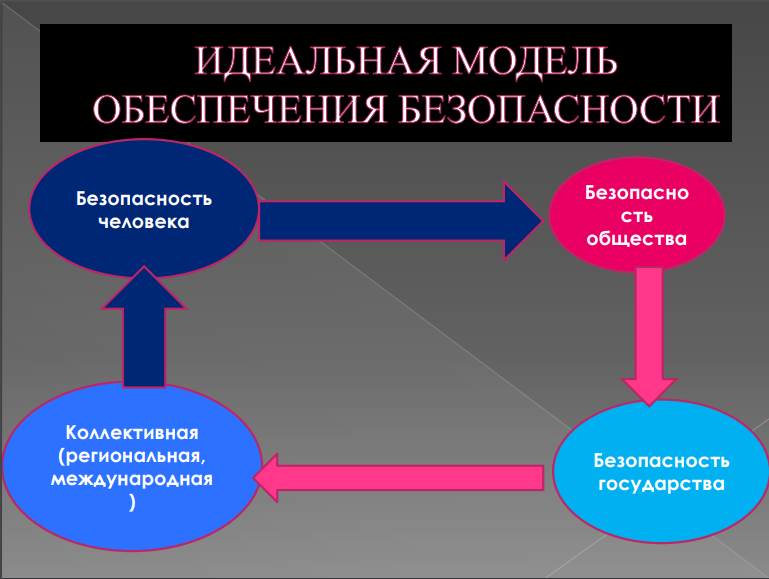 ИДЕАЛЬНАЯ МОДЕЛЬ
ОБЕСПЕЧЕНИЯ БЕЗОПАСНОСТИ
Безопасность
человека
Безопасно
сть
общества
Коллективная
(региональная,
международная
)
Безопасность
государства